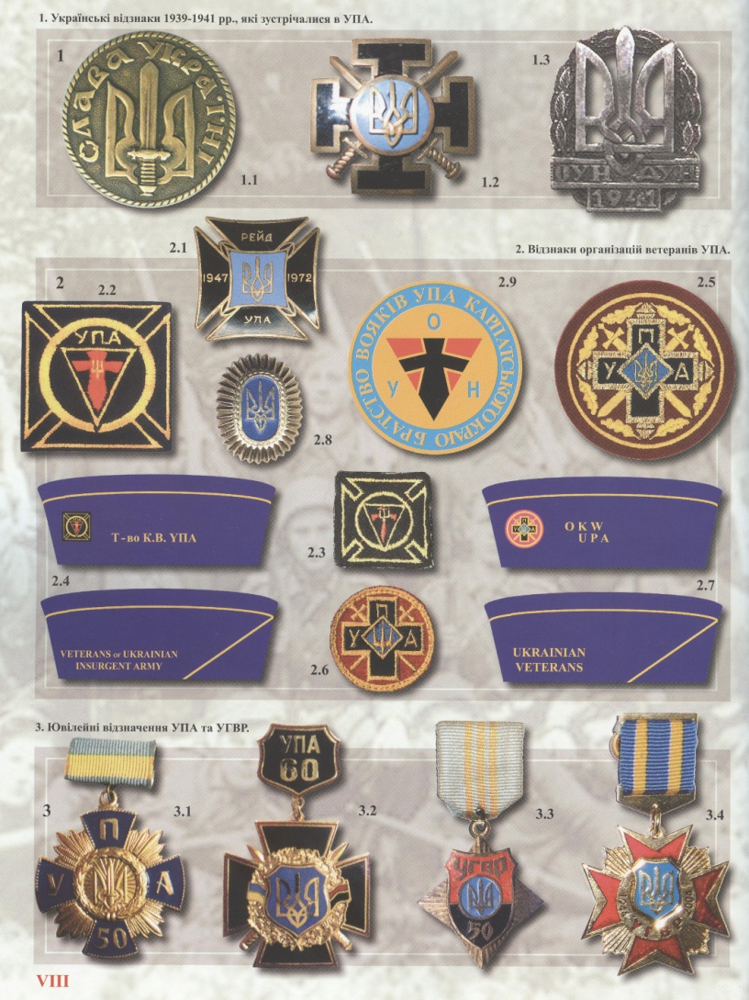 1. Українські відзнаки 1939-1941 рр., які зустрічалися в УПА.
1
СЛАВА УКРАЇНІ
1.1
1.2
1.3
ОУН ДУН
1941
2.1
РЕЙД
1947 1972
УПА
2. Відзнаки організацій ветеранів УПА.
2
2.2
УПА
2.9
БРАТСТВО ВОЯКІВ УПА КАРПАТСЬКОГО КРАЮ
О
У Н
2.5
П
У А
2.8
Т-во К.В. УПА
2.3
O K W
U P A
2.4
2.7
VETERANS OF UKRAINIAN
INSURGENT ARMY
2.6
П
У А
UKRAINIAN
VETERANS
3. Ювілейні відзначення УПА та УГВР.
3
3.1
П
У А
50
УПА
60
3.2
3.3
УГВР
50
3.4
VIII